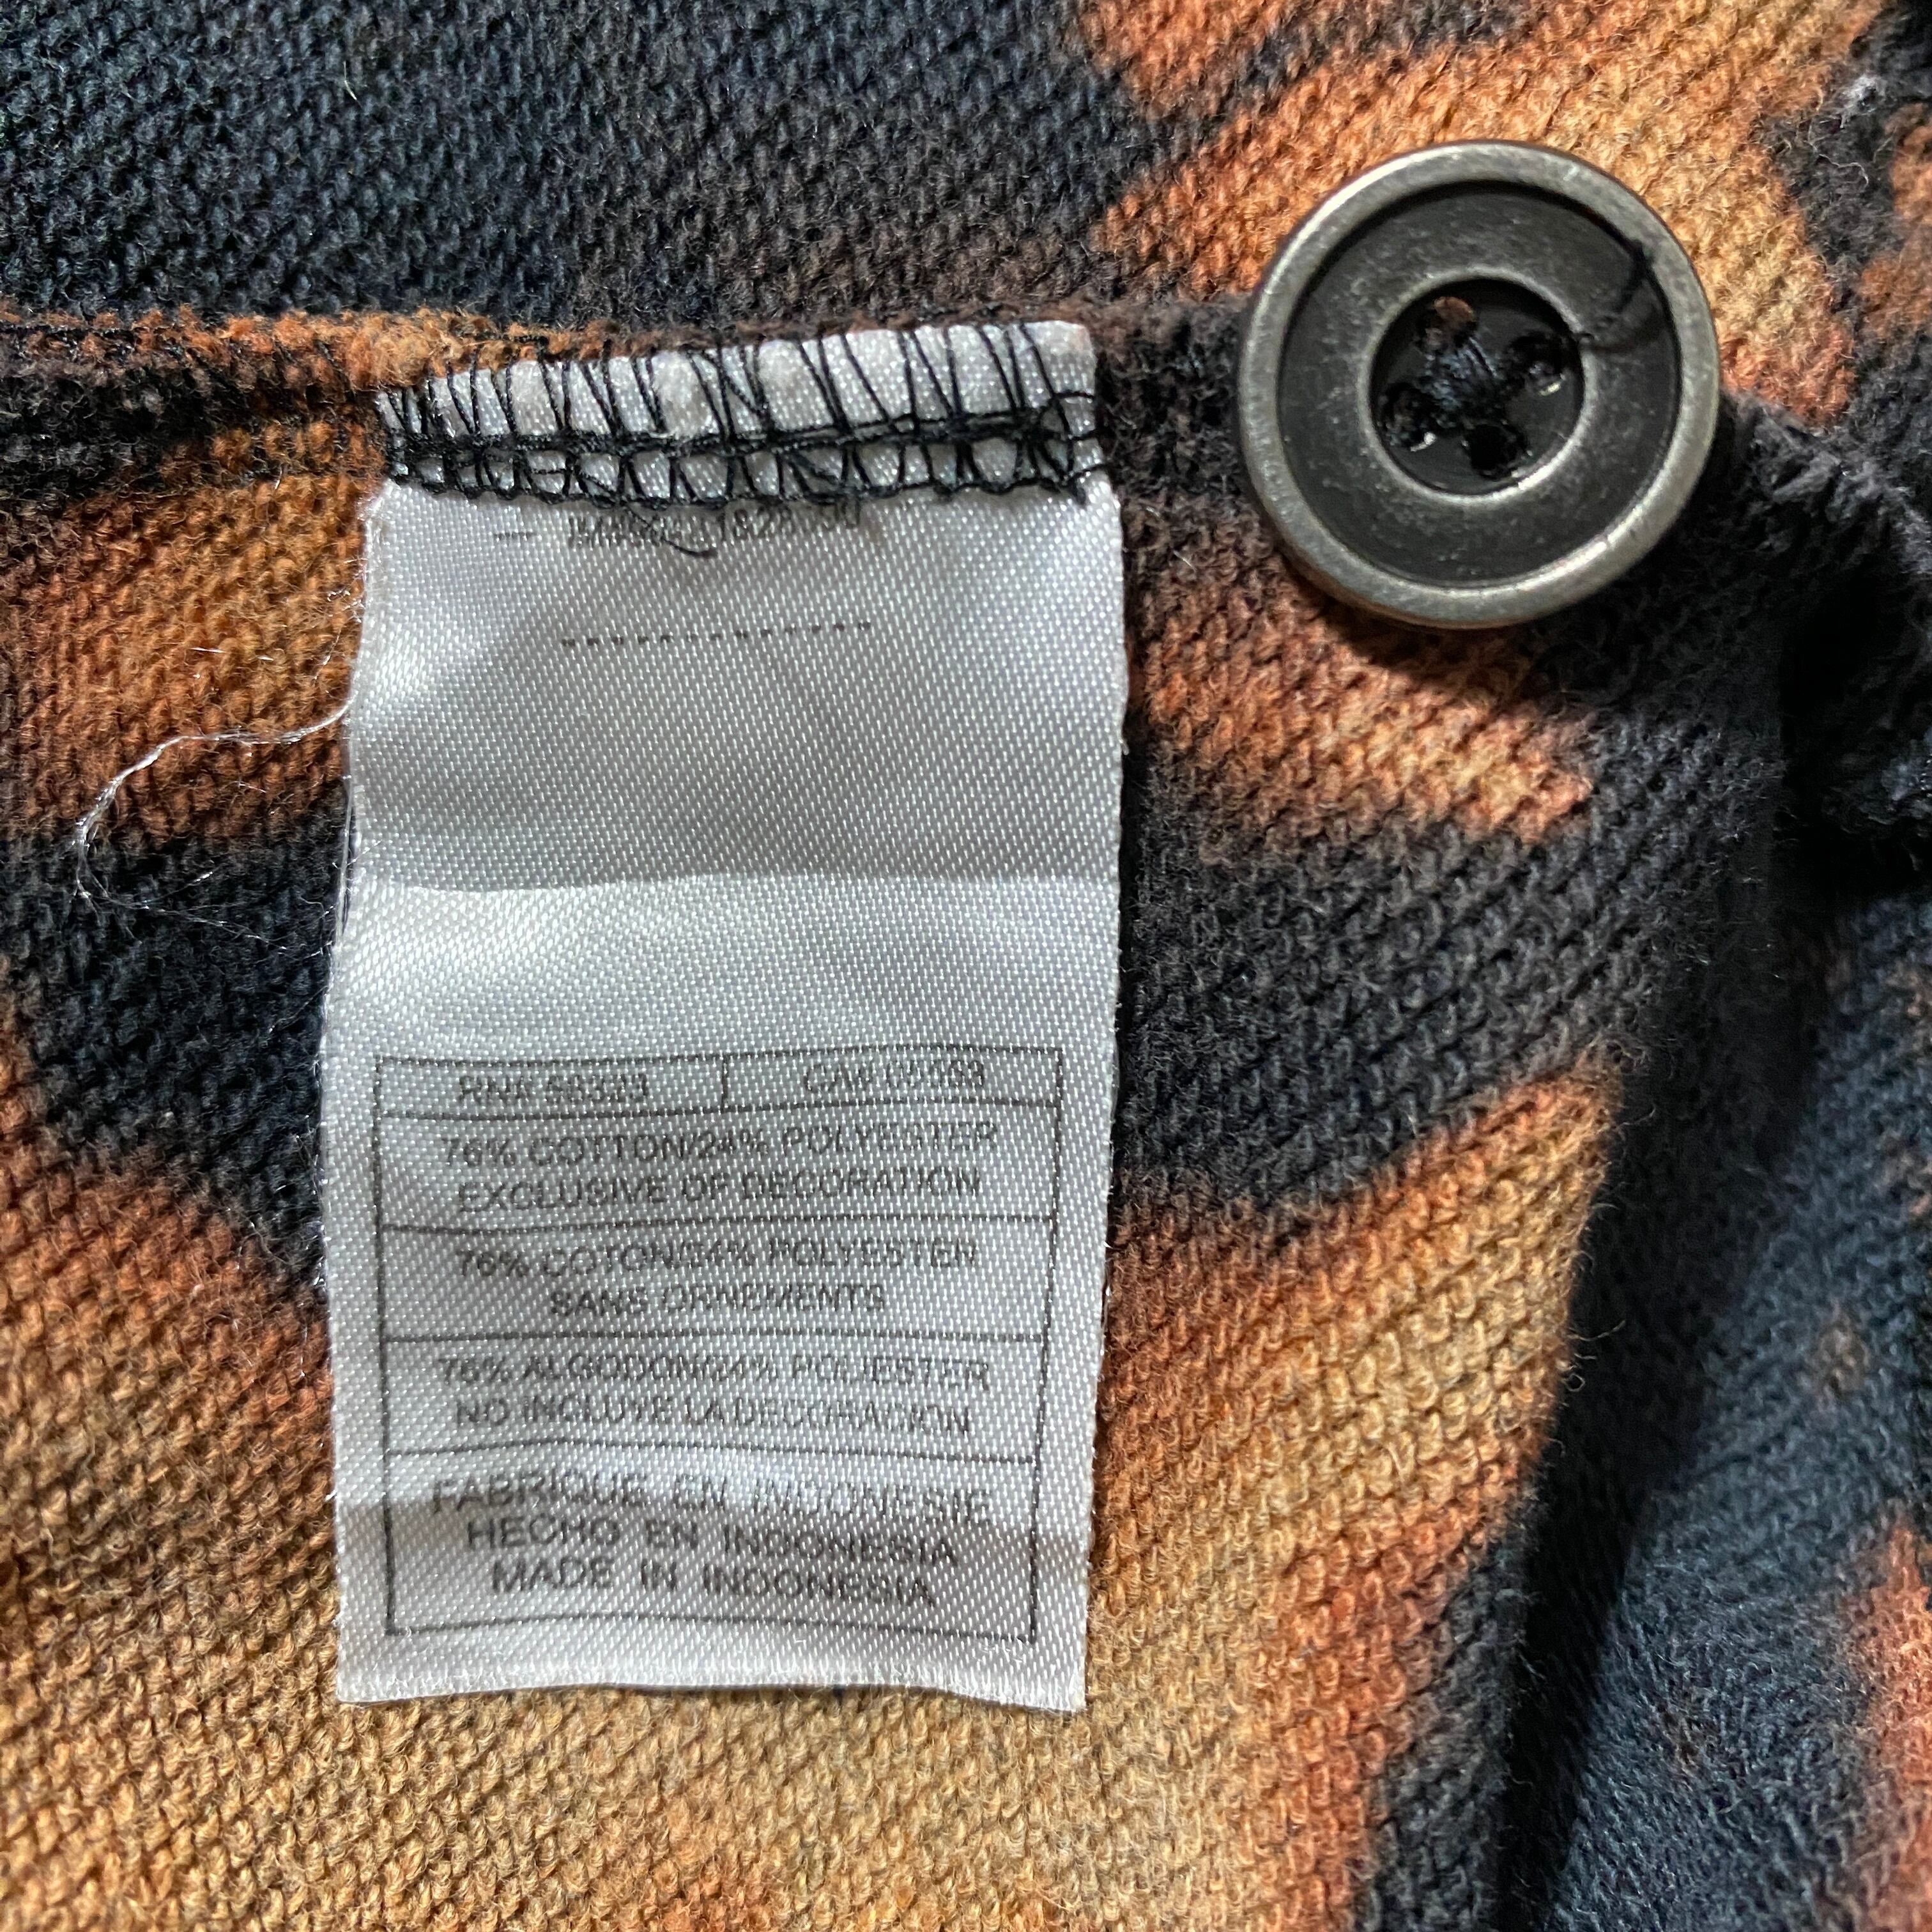 RN# 56323 | CA#
76% COTTON/24% POLYESTER
EXCLUSIVE OF DECORATION
76% COTON/24% POLYESTER
SANS ORNEMENTS
76% ALGODON/24% POLIESTER
NO INCLUYE LA DECORACION
FABRIQUE EN INDONESIE
HECHO EN INDONESIA
MADE IN INDONESIA